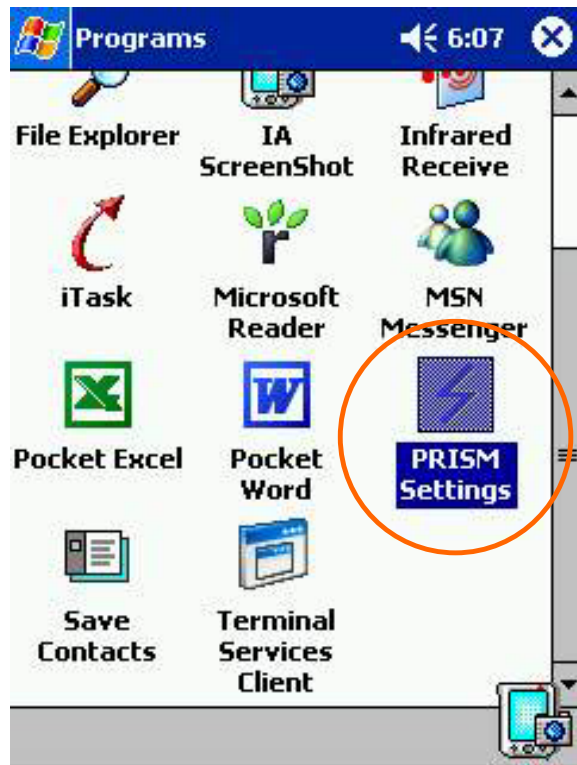 Programs 6:07
File Explorer
IA
ScreenShot
Infrared
Receive
iTask
Microsoft
Reader
MSN
Messenger
Pocket Excel
Pocket
Word
PRISM
Settings
Save
Contacts
Terminal
Services
Client